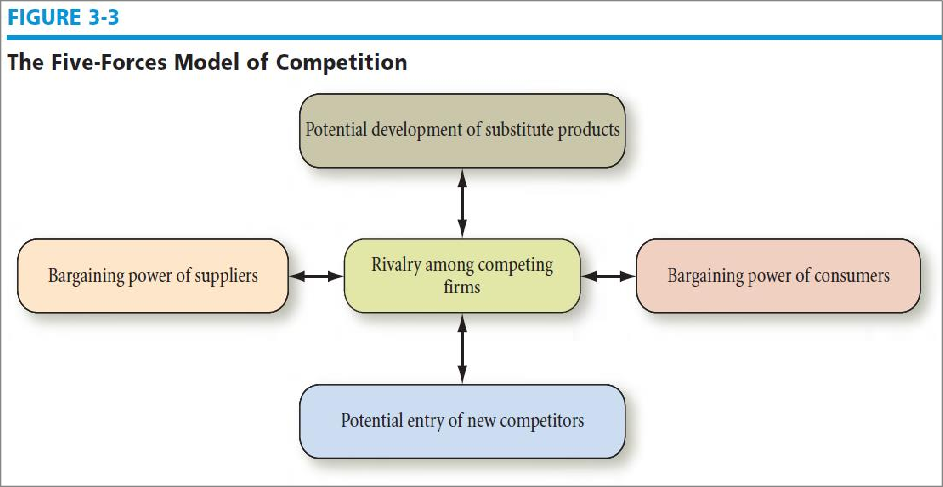 FIGURE 3-3
The Five-Forces Model of Competition
Potential development of substitute products
Bargaining power of suppliers
Rivalry among competing
firms
Bargaining power of consumers
Potential entry of new competitors